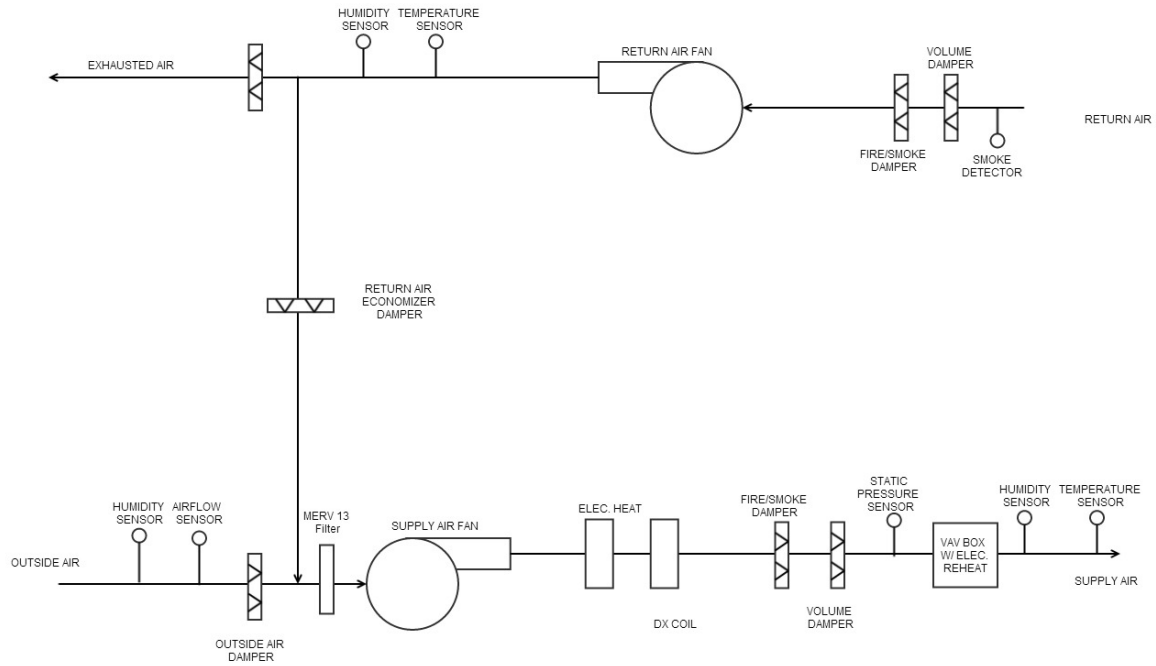 HUMIDITY
SENSOR
TEMPERATURE
SENSOR
EXHAUSTED AIR
RETURN AIR FAN
VOLUME
DAMPER
RETURN AIR
FIRE/SMOKE
DAMPER
SMOKE
DETECTOR
RETURN AIR
ECONOMIZER
DAMPER
HUMIDITY
SENSOR
AIRFLOW
SENSOR
MERV 13
Filter
SUPPLY AIR FAN
ELEC. HEAT
FIRE/SMOKE
DAMPER
STATIC
PRESSURE
SENSOR
HUMIDITY
SENSOR
TEMPERATURE
SENSOR
OUTSIDE AIR
VAV BOX
W/ ELEC.
REHEAT
SUPPLY AIR
OUTSIDE AIR
DAMPER
DX COIL
VOLUME
DAMPER